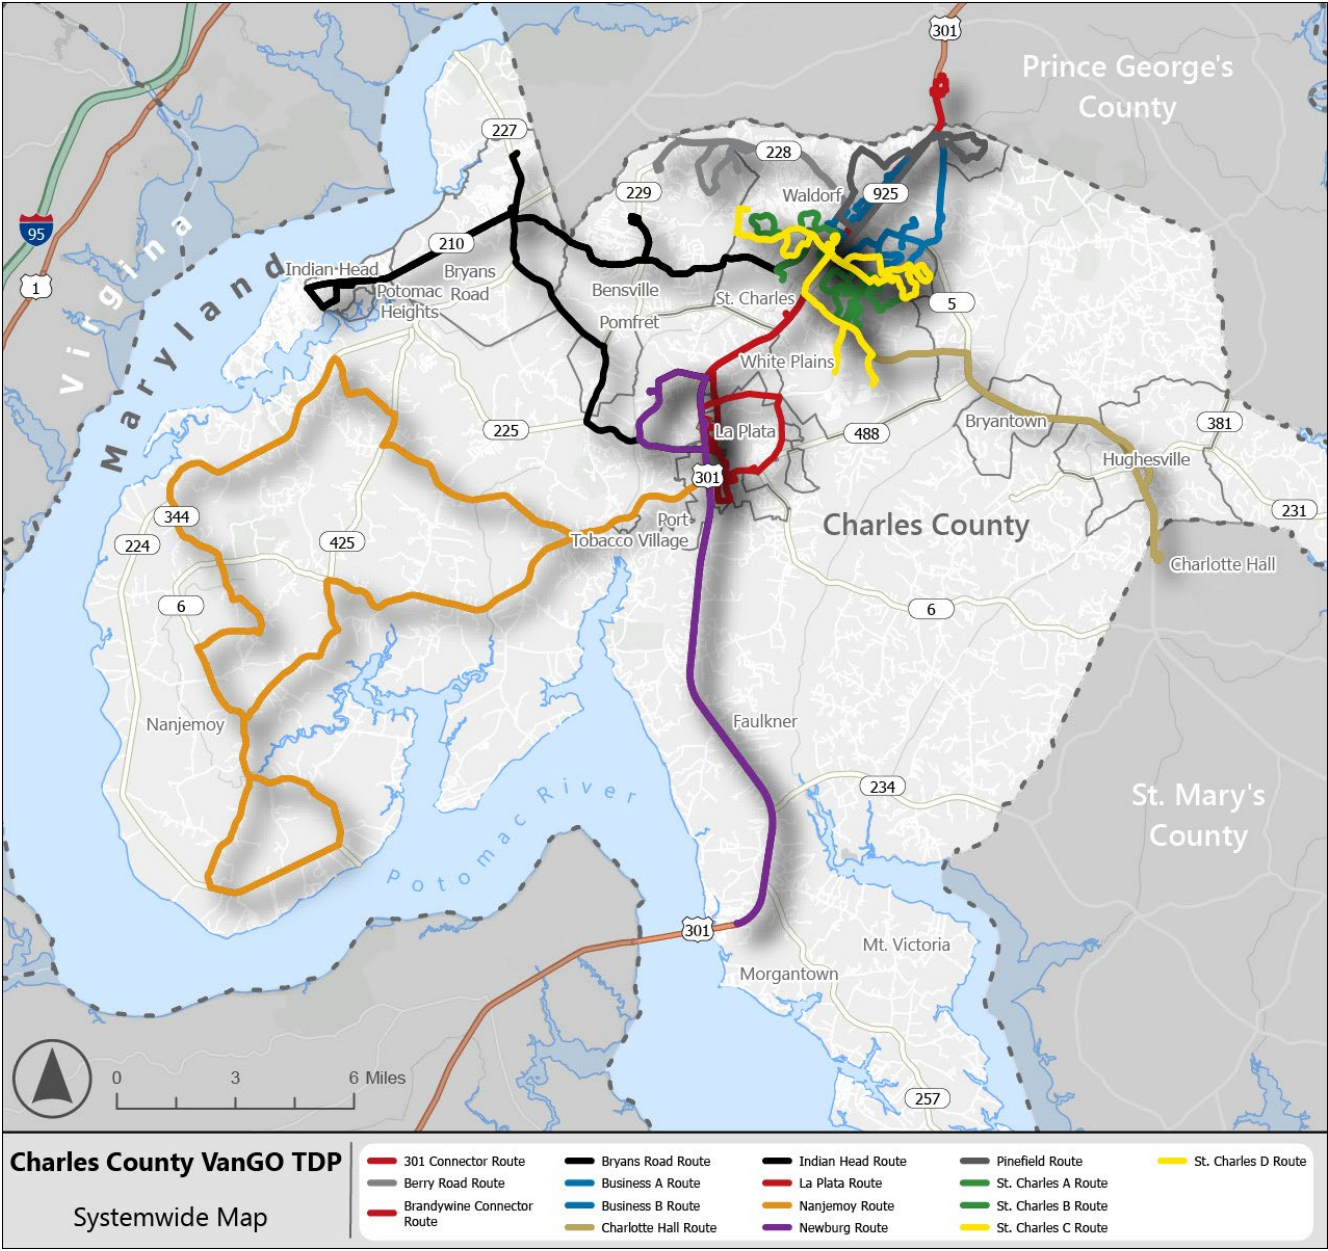 301
Prince George's
County
227
228
229
Waldorf
925
95
1
Virginia
Maryland
210
Indian Head
Bryans
Road
Potomac
Heights
Bensville
St. Charles
5
Pomfret
White Plains
225
La Plata
488
Bryantown
381
Hughesville
301
231
344
Port
Tobacco Village
Charles County
224
425
Charlotte Hall
6
6
Nanjemoy
Faulkner
234
St. Mary's
County
Potomac River
301
Mt. Victoria
Morgantown
257
0 3 6 Miles
Charles County VanGO TDP
Systemwide Map
301 Connector Route
Berry Road Route
Brandywine Connector
Route
Bryans Road Route
Business A Route
Business B Route
Charlotte Hall Route
Indian Head Route
La Plata Route
Nanjemoy Route
Newburg Route
Pinefield Route
St. Charles A Route
St. Charles B Route
St. Charles C Route
St. Charles D Route